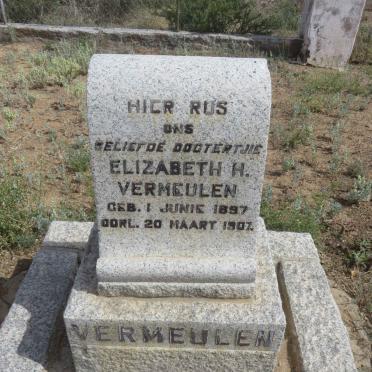 HIER RUS
ONS
GELIEFDE DOGTERTJIE
ELIZABETH H.
VERMEULEN
GEB. 1 JUNIE 1897
OORL. 20 MAART 1907.
VERMEULEN